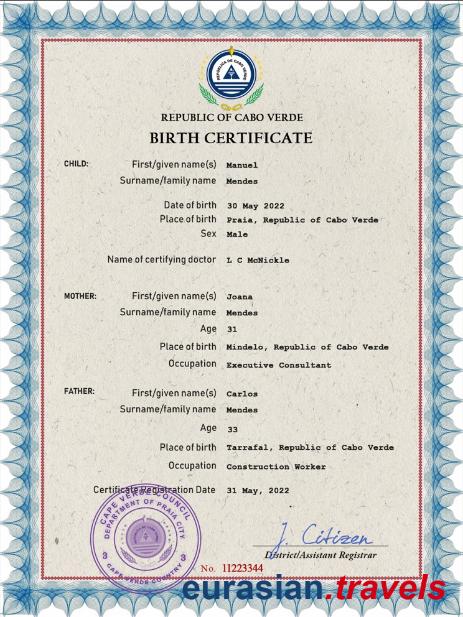 REPUBLICA DE CABO VERDE
REPUBLIC OF CABO VERDE
BIRTH CERTIFICATE
CHILD: First/given name(s) Manuel
Surname/family name Mendes
Date of birth 30 May 2022
Place of birth Praia, Republic of Cabo Verde
Sex Male
Name of certifying doctor L C McNickle
MOTHER: First/given name(s) Joana
Surname/family name Mendes
Age 31
Place of birth Mindelo, Republic of Cabo Verde
Occupation Executive Consultant
FATHER: First/given name(s) Carlos
Surname/family name Mendes
Age 33
Place of birth Tarrafal, Republic of Cabo Verde
Occupation Construction Worker
Certificate Registration Date 31 May, 2022
CAPE VERDE COUNCIL
DEPARTMENT OF PRAIA CITY
3 3
CAPE VERDE COUNTRY
J. Citizen
District/Assistant Registrar
No. 11223344
eurasian.travels